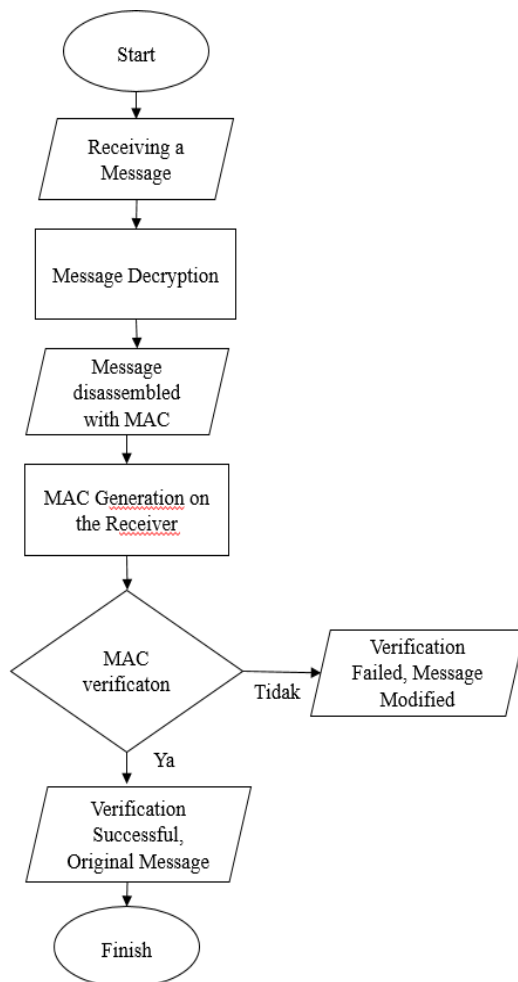 Start
Receiving a
Message
Message Decryption
Message
disassembled
with MAC
MAC Generation on
the Receiver
MAC
verificaton
Tidak
Verification
Failed, Message
Modified
Ya
Verification
Successful,
Original Message
Finish